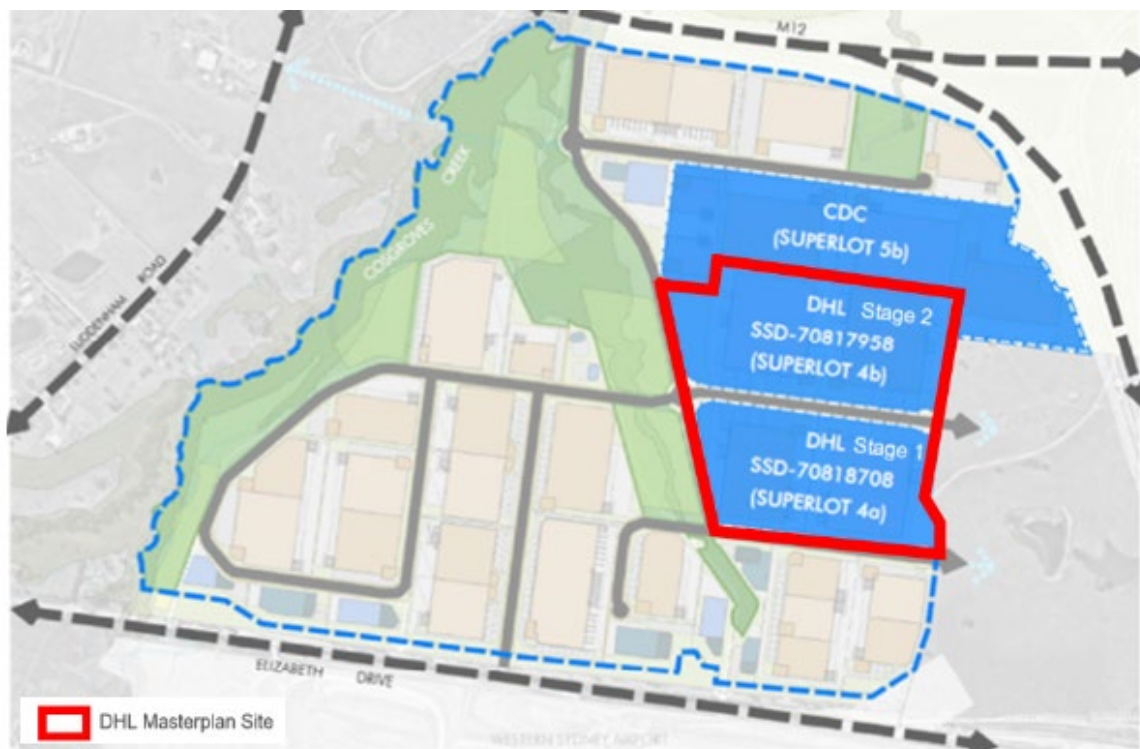 M12
CREEK
COSGROVES
LUDDENHAM ROAD
CDC
(SUPERLOT 5b)
DHL Stage 2
SSD-70817958
(SUPERLOT 4b)
DHL Stage 1
SSD-70818708
(SUPERLOT 4a)
ELIZABETH DRIVE
DHL Masterplan Site
WESTERN SYDNEY AIRPORT